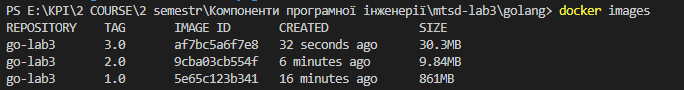 PS E:\KPI\2 COURSE\2 semestr\Компоненти програмної інженерії\mtsd-lab3\golang> docker images
REPOSITORY TAG IMAGE ID CREATED SIZE
go-lab3 3.0 af7bc5a6f7e8 32 seconds ago 30.3MB
go-lab3 2.0 9cba03cb554f 6 minutes ago 9.84MB
go-lab3 1.0 5e65c123b341 16 minutes ago 861MB